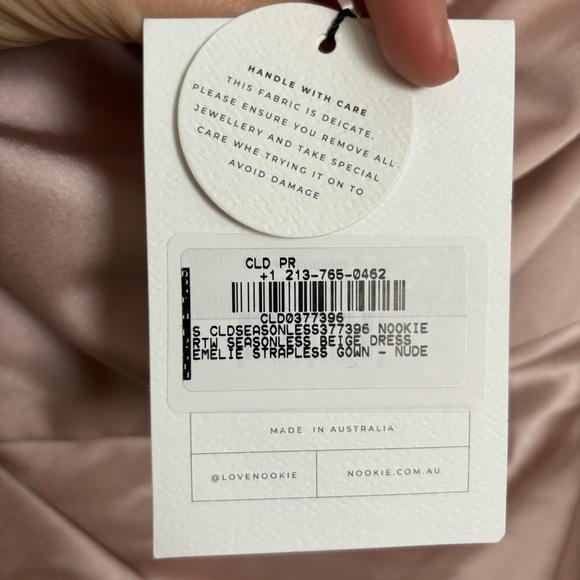 HANDLE WITH CARE
THIS FABRIC IS DEICATE.
PLEASE ENSURE YOU REMOVE ALL
JEWELLERY AND TAKE SPECIAL
CARE WHE TRYING IT ON TO
AVOID DAMAGE
CLD PR
+1 213-765-0462
CLD0377396
S CLDSEASONLESS377396 NOOKIE
RTW SEASONLESS BEIGE DRESS
EMELIE STRAPLESS GOWN - NUDE
MADE IN AUSTRALIA
@LOVENOOKIE
NOOKIE.COM.AU